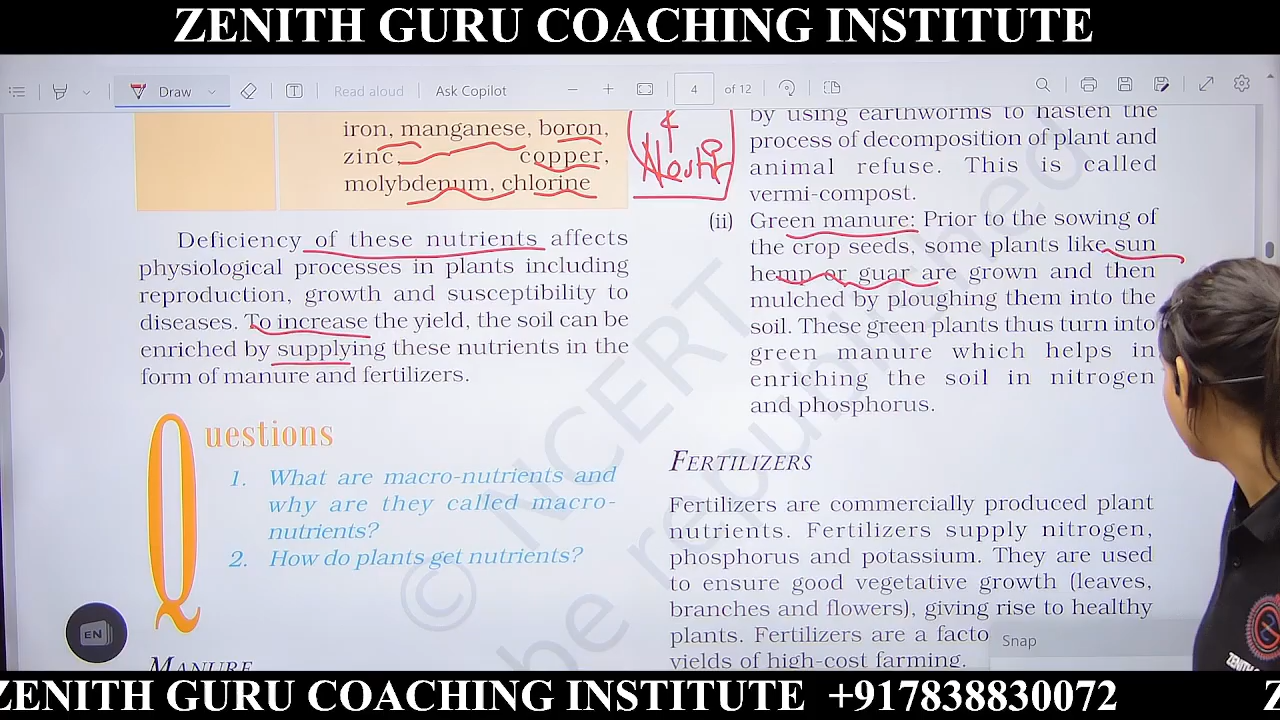 ZENITH GURU COACHING INSTITUTE
Draw
Read aloud
Ask Copilot
4
of 12
iron, manganese, boron,
zinc, copper,
molybdenum, chlorine
Deficiency of these nutrients affects
physiological processes in plants including
reproduction, growth and susceptibility to
diseases. To increase the yield, the soil can be
enriched by supplying these nutrients in the
form of manure and fertilizers.
Questions
1. What are macro-nutrients and
why are they called macro-
nutrients?
2. How do plants get nutrients?
MANURE
by using earthworms to hasten the
process of decomposition of plant and
animal refuse. This is called
vermi-compost.
(ii) Green manure: Prior to the sowing of
the crop seeds, some plants like sun
hemp or guar are grown and then
mulched by ploughing them into the
soil. These green plants thus turn into
green manure which helps in
enriching the soil in nitrogen
and phosphorus.
FERTILIZERS
Fertilizers are commercially produced plant
nutrients. Fertilizers supply nitrogen,
phosphorus and potassium. They are used
to ensure good vegetative growth (leaves,
branches and flowers), giving rise to healthy
plants. Fertilizers are a facto
yields of high-cost farming.
Snap
EN
© NCERT
be republished
ZENITH GURU COACHING INSTITUTE +917838830072